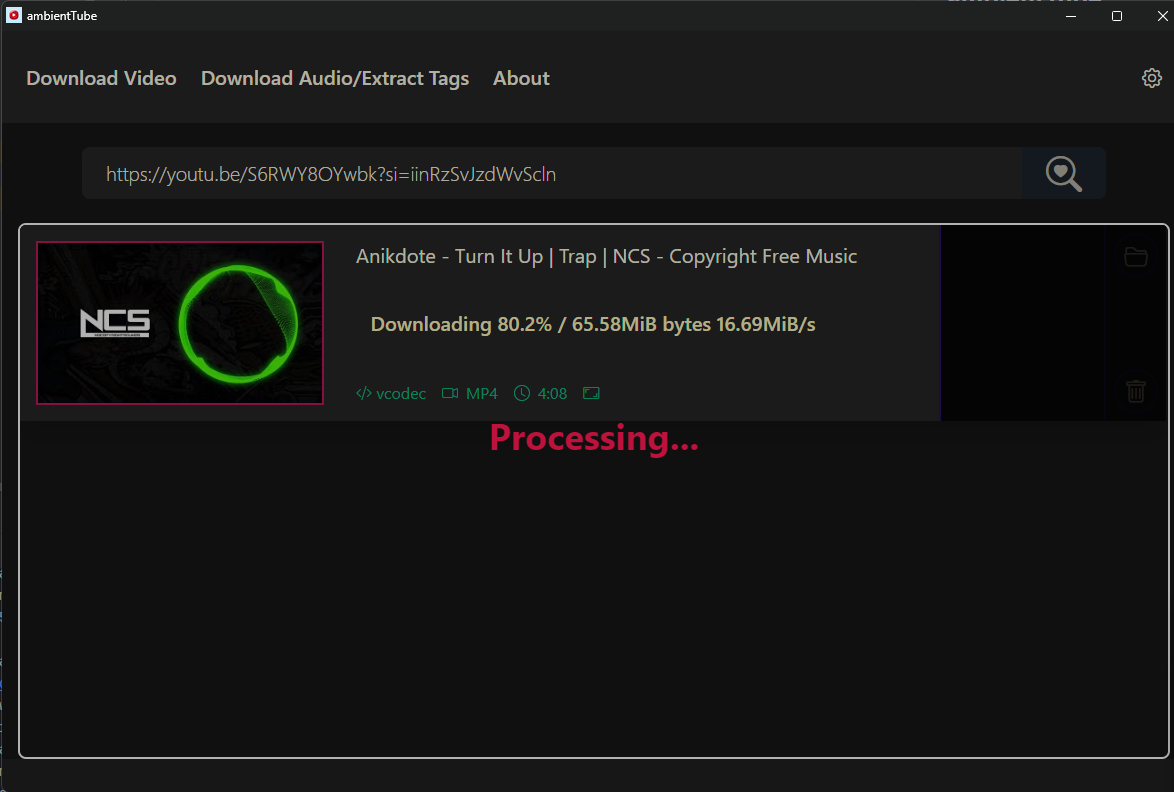 ambientTube
Download Video Download Audio/Extract Tags About
https://youtu.be/S6RWY8OYwbk?si=iinRzSvJzdWvScln
Anikdote - Turn It Up | Trap | NCS - Copyright Free Music
NCS
Downloading 80.2% / 65.58MiB bytes 16.69MiB/s
</> vcodec MP4 4:08
Processing...